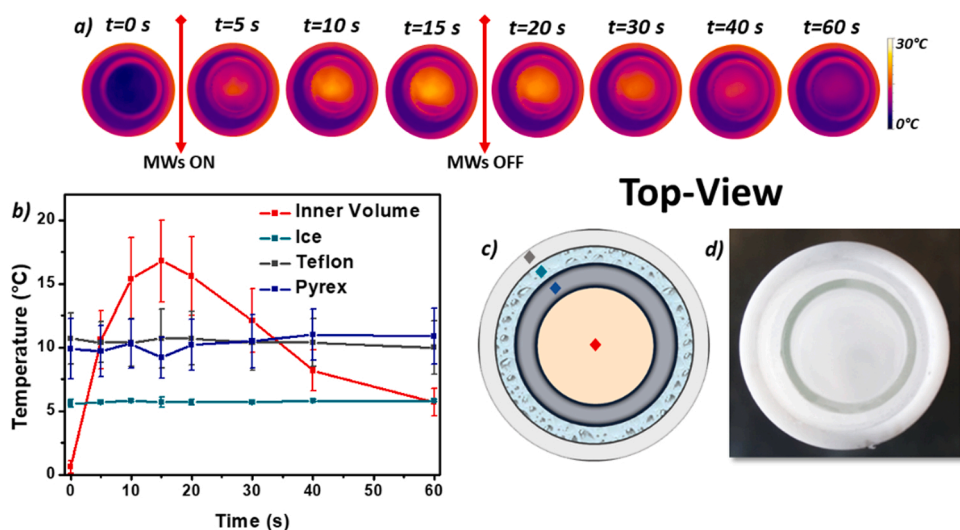 a) t=0 s t=5 s t=10 s t=15 s t=20 s t=30 s t=40 s t=60 s
30°C
0°C
MWs ON MWs OFF
Top-View
b)
Inner Volume
Ice
Teflon
Pyrex
Temperature (°C)
20
15
10
5
0
0 10 20 30 40 50 60
Time (s)
c)
d)